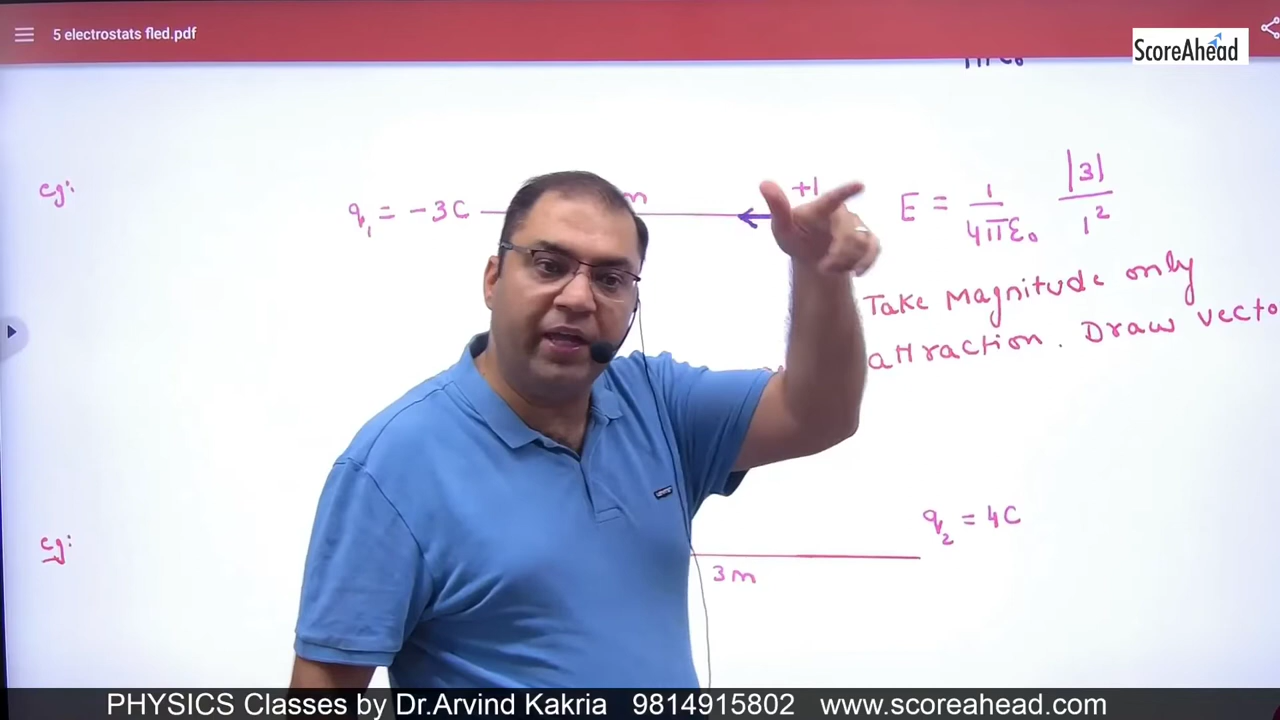 5 electrostats fled.pdf
ScoreAhead
eg:
q₁ = -3C
m
+1
E = 1/4πε₀ |3|/1²
Take Magnitude only
attraction. Draw vecto
eg:
q₂ = 4C
3m
PHYSICS Classes by Dr.Arvind Kakria 9814915802 www.scoreahead.com